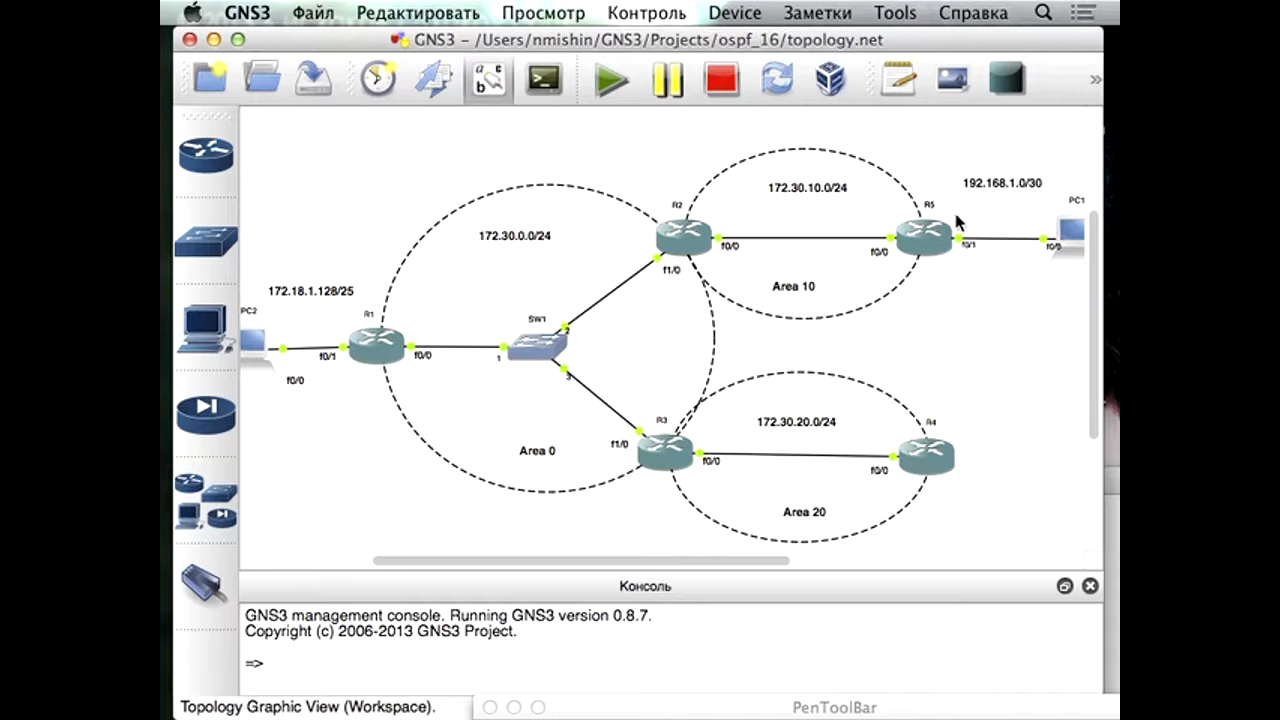 GNS3 Файл Редактировать Просмотр Контроль Device Заметки Tools Справка
GNS3 – /Users/nmishin/GNS3/Projects/ospf_16/topology.net
172.30.10.0/24
192.168.1.0/30
PC1
R2
R5
172.30.0.0/24
f0/0
f0/0
f0/1
f0/0
f1/0
Area 10
172.18.1.128/25
PC2
R1
SW1
2
f0/1
f0/0
1
3
f0/0
R3
172.30.20.0/24
R4
f1/0
Area 0
f0/0
f0/0
Area 20
Консоль
GNS3 management console. Running GNS3 version 0.8.7.
Copyright (c) 2006-2013 GNS3 Project.
=>
Topology Graphic View (Workspace).
PenToolBar